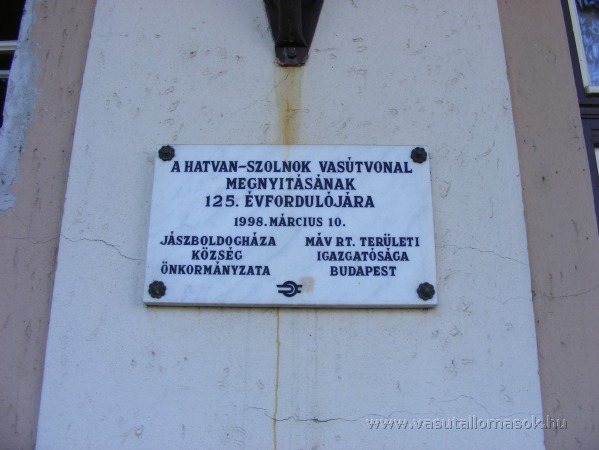 A HATVAN–SZOLNOK VASÚTVONAL
MEGNYITÁSÁNAK
125. ÉVFORDULÓJÁRA
1998. MÁRCIUS 10.
JÁSZBOLDOGHÁZA
KÖZSÉG
ÖNKORMÁNYZATA
MÁV RT. TERÜLETI
IGAZGATÓSÁGA
BUDAPEST
www.vasutallomasok.hu